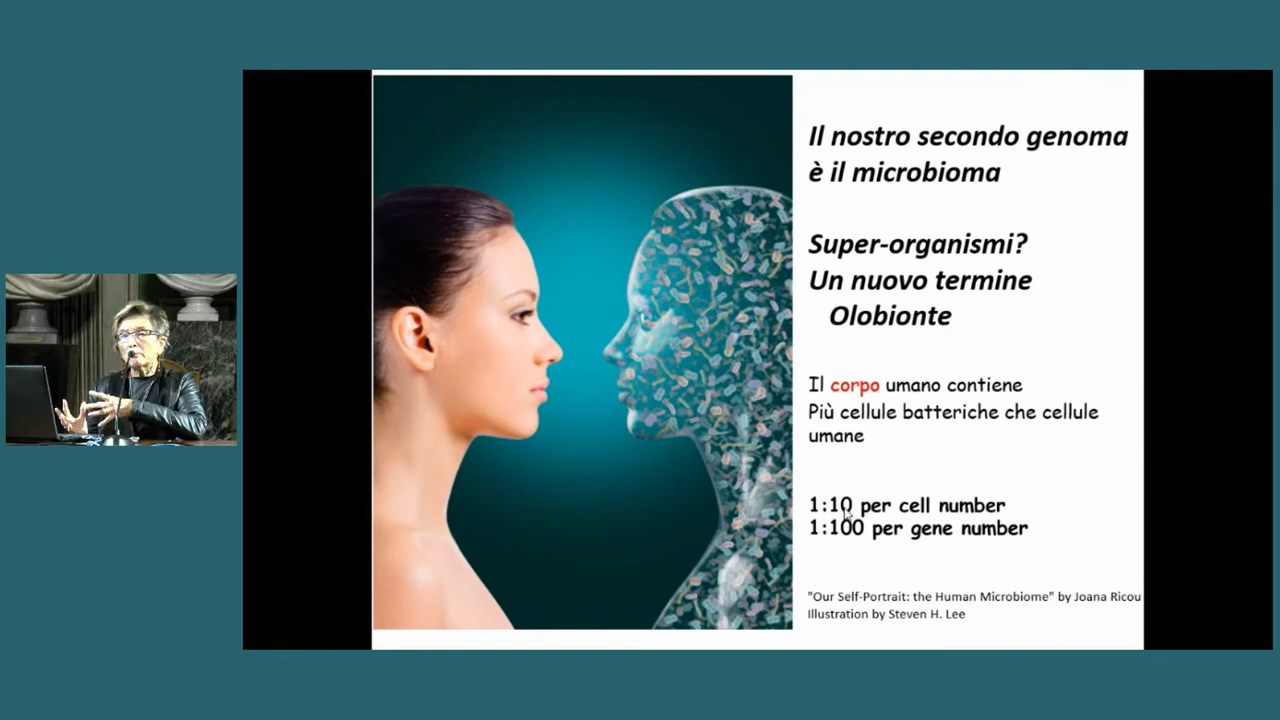 Il nostro secondo genoma
è il microbioma
Super-organismi?
Un nuovo termine
Olobionte
Il corpo umano contiene
Più cellule batteriche che cellule
umane
1:10 per cell number
1:100 per gene number
"Our Self-Portrait: the Human Microbiome" by Joana Ricou
Illustration by Steven H. Lee